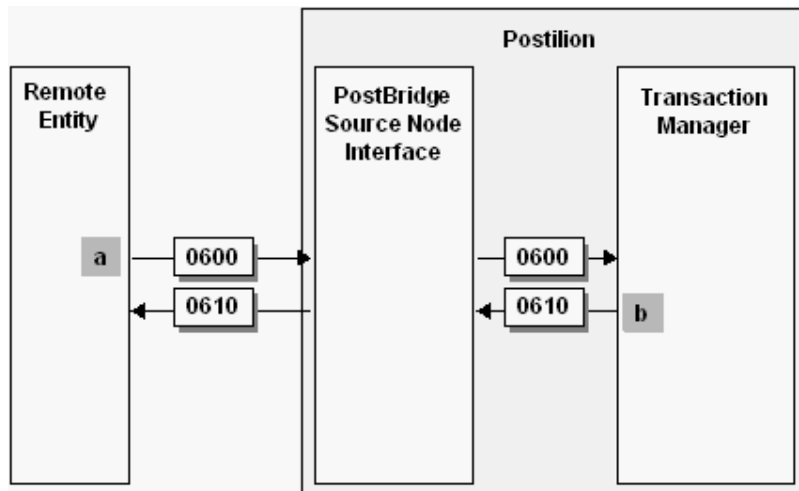 Postilion
Remote
Entity
PostBridge
Source Node
Interface
Transaction
Manager
a
0600
0600
0610
0610
b